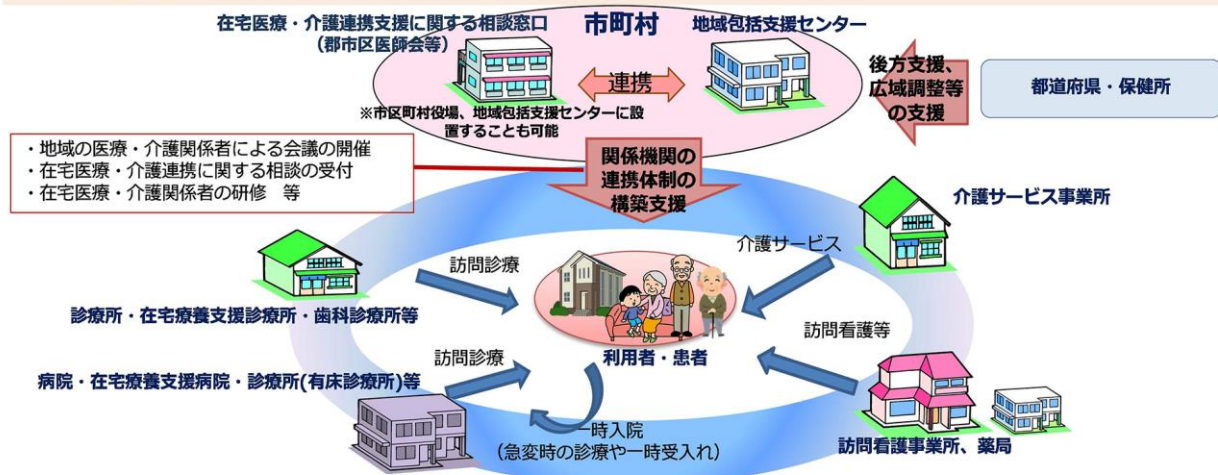 在宅医療・介護連携支援に関する相談窓口
(郡市区医師会等)
市町村
地域包括支援センター
連携
※市区町村役場、地域包括支援センターに設
置することも可能
後方支援、
広域調整等
の支援
都道府県・保健所
・地域の医療・介護関係者による会議の開催
・在宅医療・介護連携に関する相談の受付
・在宅医療・介護関係者の研修 等
関係機関の
連携体制の
構築支援
介護サービス事業所
介護サービス
訪問診療
診療所・在宅療養支援診療所・歯科診療所等
利用者・患者
訪問看護等
訪問診療
病院・在宅療養支援病院・診療所(有床診療所)等
一時入院
(急変時の診療や一時受入れ)
訪問看護事業所、薬局